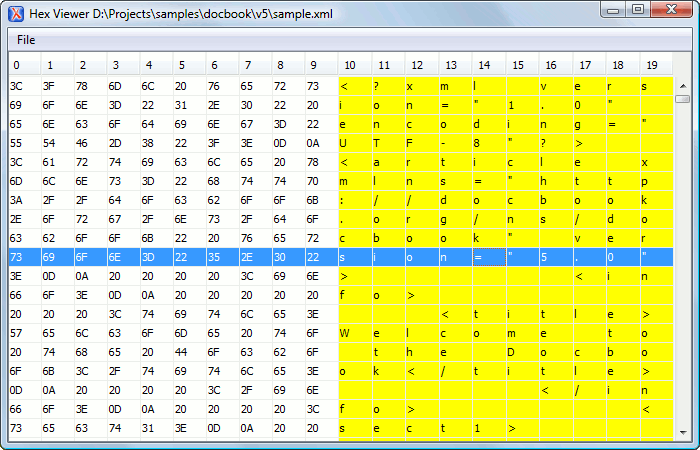 Hex Viewer D:\Projects\samples\docbook\v5\sample.xml
File
0 1 2 3 4 5 6 7 8 9 10 11 12 13 14 15 16 17 18 19
3C 3F 78 6D 6C 20 76 65 72 73 < ? x m l v e r s
69 6F 6E 3D 22 31 2E 30 22 20 i o n = " 1 . 0 "
65 6E 63 6F 64 69 6E 67 3D 22 e n c o d i n g = "
55 54 46 2D 38 22 3F 3E 0D 0A U T F - 8 " ? >
3C 61 72 74 69 63 6C 65 20 78 < a r t i c l e x
6D 6C 6E 73 3D 22 68 74 74 70 m l n s = " h t t p
3A 2F 2F 64 6F 63 62 6F 6F 6B : / / d o c b o o k
2E 6F 72 67 2F 6E 73 2F 64 6F . o r g / n s / d o
63 62 6F 6F 6B 22 20 76 65 72 c b o o k " v e r
73 69 6F 6E 3D 22 35 2E 30 22 s i o n = " 5 . 0 "
3E 0D 0A 20 20 20 20 3C 69 6E > < i n
66 6F 3E 0D 0A 20 20 20 20 20 f o >
20 20 20 3C 74 69 74 6C 65 3E < t i t l e >
57 65 6C 63 6F 6D 65 20 74 6F W e l c o m e t o
20 74 68 65 20 44 6F 63 62 6F t h e D o c b o
6F 6B 3C 2F 74 69 74 6C 65 3E o k < / t i t l e >
0D 0A 20 20 20 20 3C 2F 69 6E < / i n
66 6F 3E 0D 0A 20 20 20 20 3C f o > <
73 65 63 74 31 3E 0D 0A 20 20 s e c t 1 >